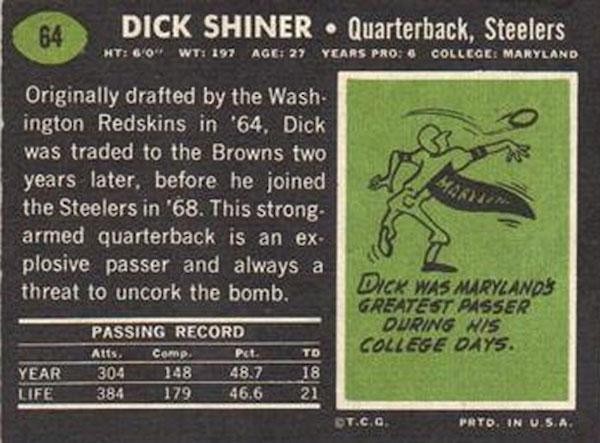 64
DICK SHINER • Quarterback, Steelers
HT: 6'0" WT: 197 AGE: 27 YEARS PRO: 6 COLLEGE: MARYLAND
Originally drafted by the Wash-
ington Redskins in '64, Dick
was traded to the Browns two
years later, before he joined
the Steelers in '68. This strong-
armed quarterback is an ex-
plosive passer and always a
threat to uncork the bomb.
PASSING RECORD
Atts. Comp. Pct. TD
YEAR 304 148 48.7 18
LIFE 384 179 46.6 21
DICK WAS MARYLAND'S
GREATEST PASSER
DURING HIS
COLLEGE DAYS.
©T.C.G. PRTD. IN U.S.A.